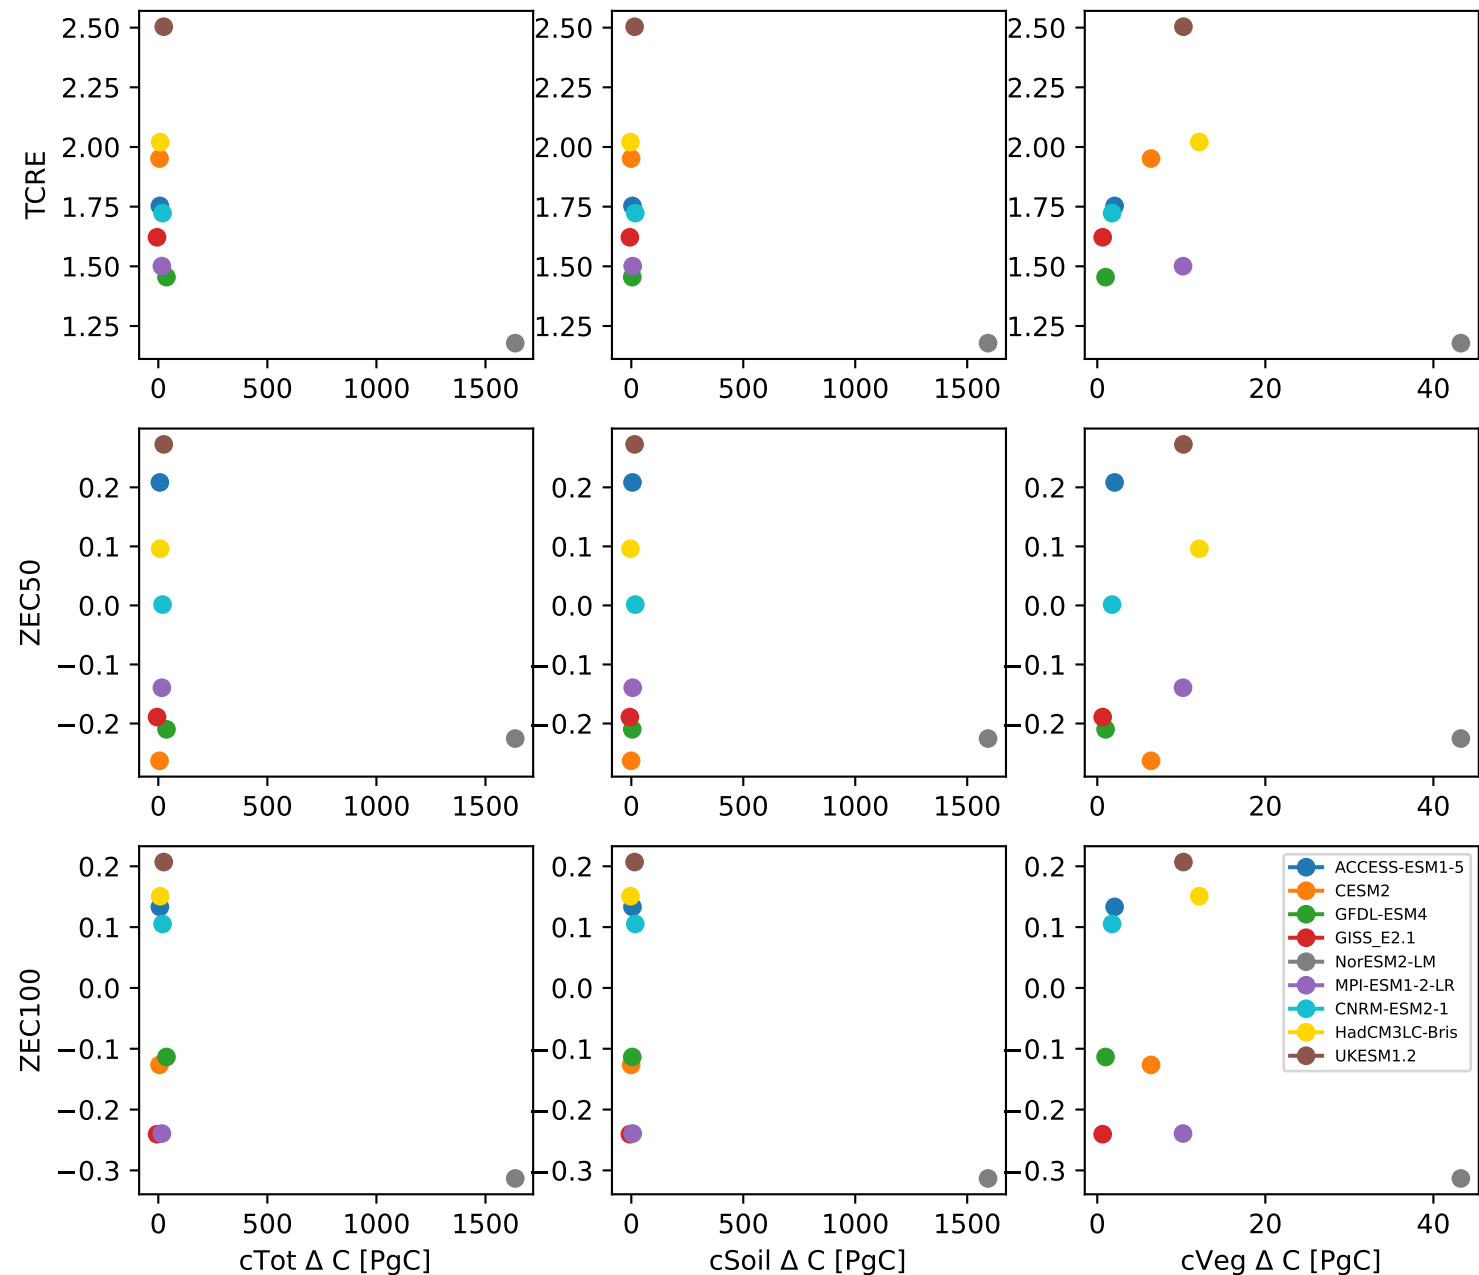 2.50
2.25
2.00
1.75
1.50
1.25
TCRE
0 500 1000 1500
2.50
2.25
2.00
1.75
1.50
1.25
0 500 1000 1500
2.50
2.25
2.00
1.75
1.50
1.25
0 20 40
0.2
0.1
0.0
−0.1
−0.2
ZEC50
0 500 1000 1500
0.2
0.1
0.0
−0.1
−0.2
0 500 1000 1500
0.2
0.1
0.0
−0.1
−0.2
0 20 40
0.2
0.1
0.0
−0.1
−0.2
−0.3
ZEC100
0 500 1000 1500
cTot Δ C [PgC]
0.2
0.1
0.0
−0.1
−0.2
−0.3
0 500 1000 1500
cSoil Δ C [PgC]
0.2
0.1
0.0
−0.1
−0.2
−0.3
0 20 40
cVeg Δ C [PgC]
ACCESS-ESM1-5
CESM2
GFDL-ESM4
GISS_E2.1
NorESM2-LM
MPI-ESM1-2-LR
CNRM-ESM2-1
HadCM3LC-Bris
UKESM1.2